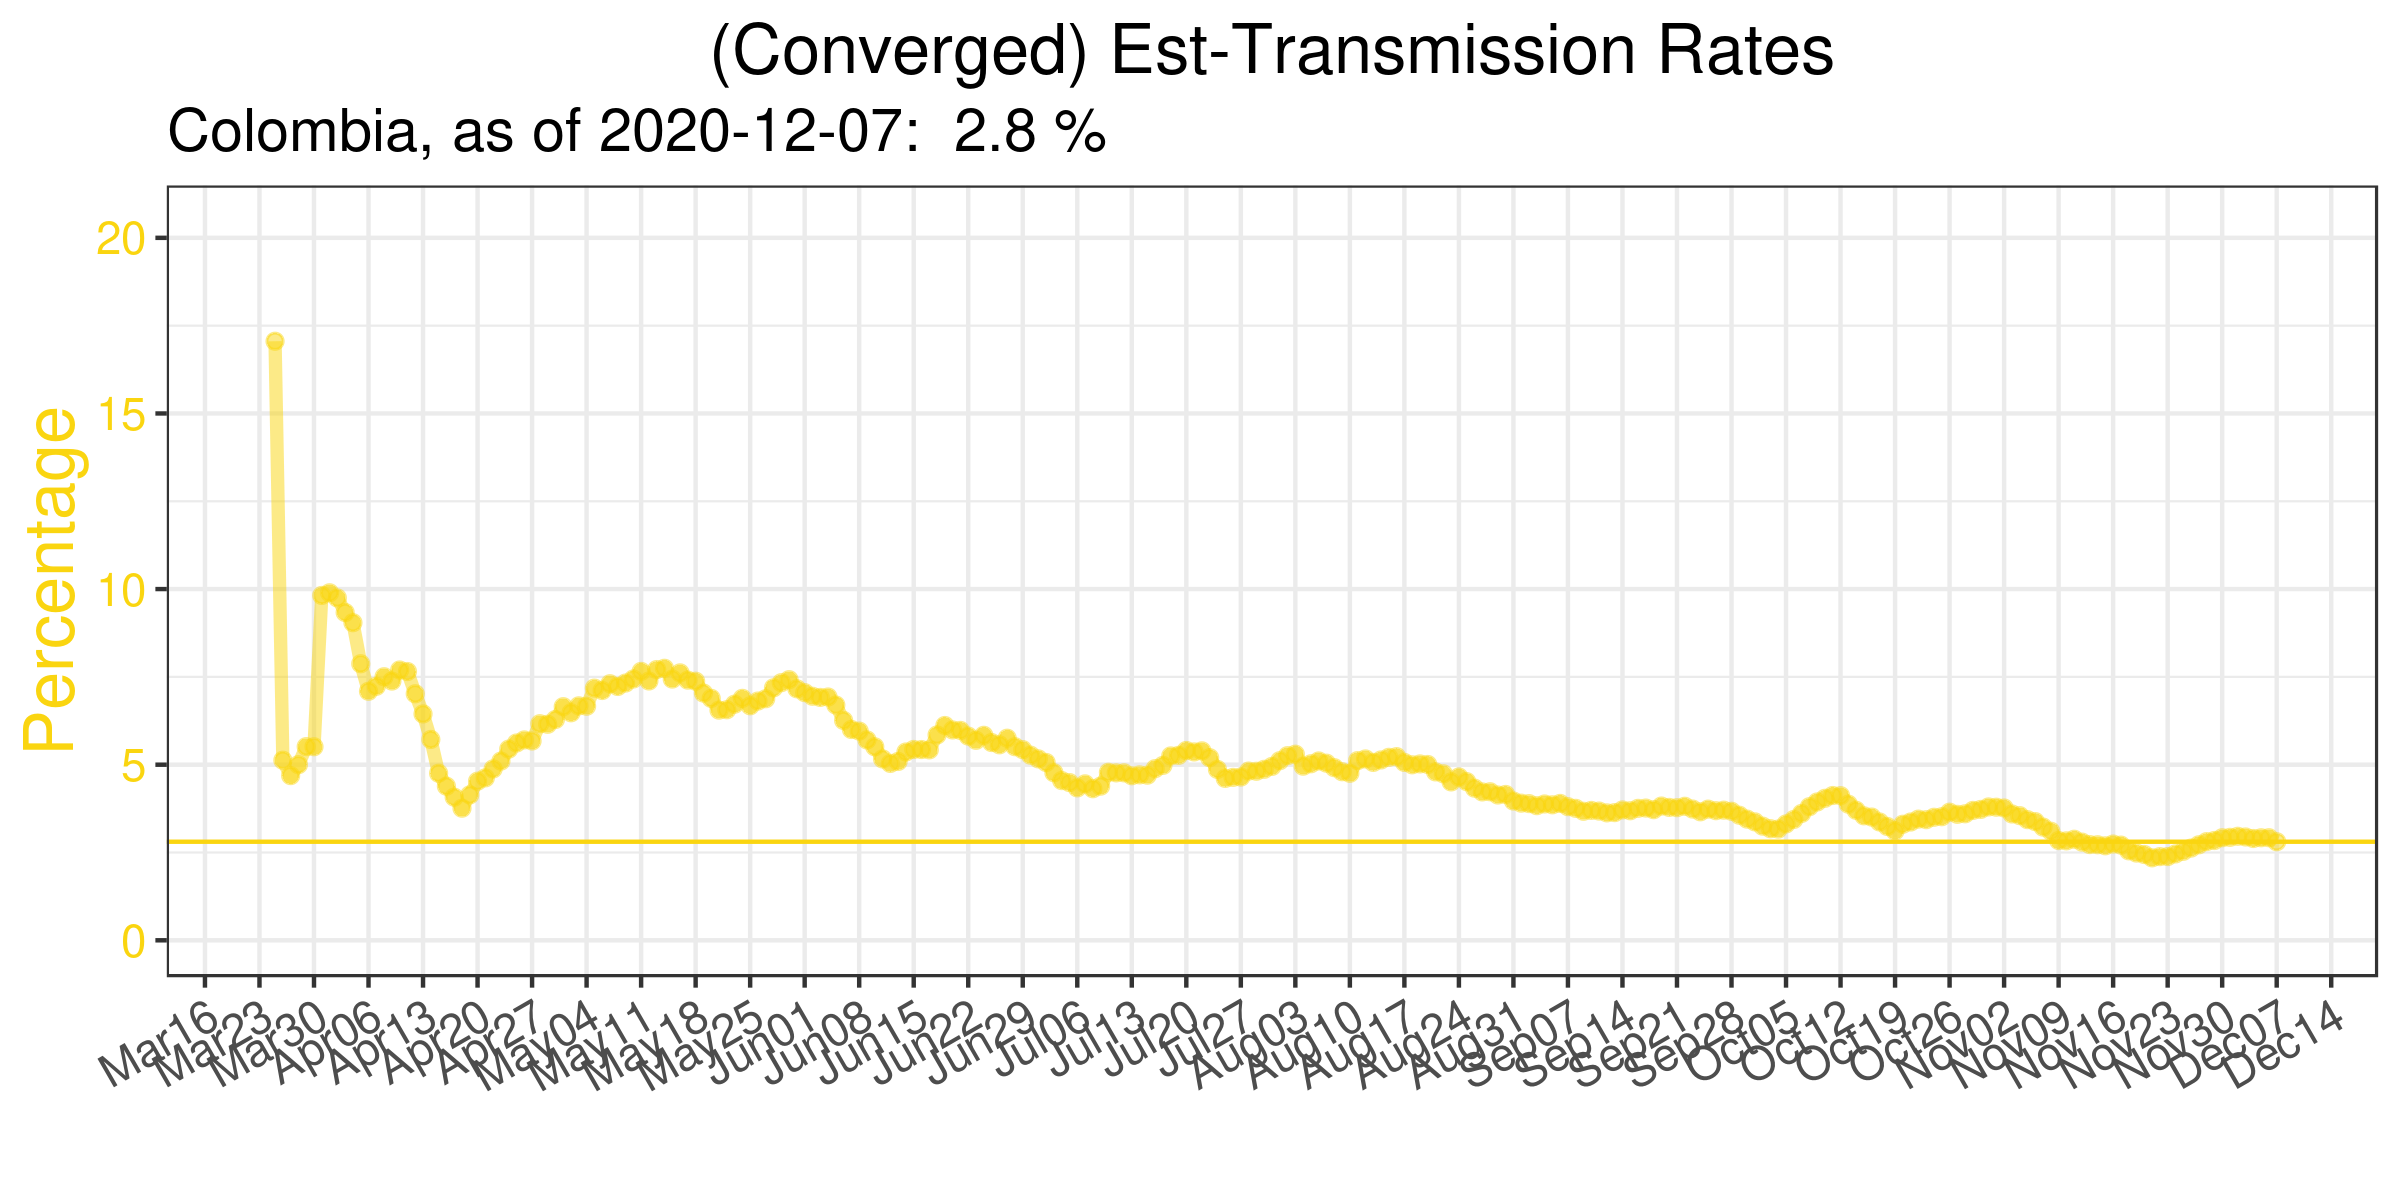 (Converged) Est-Transmission Rates
Colombia, as of 2020-12-07:  2.8 %
Percentage
20
15
10
5
0
Mar16
Mar23
Mar30
Apr06
Apr13
Apr20
Apr27
May04
May11
May18
May25
Jun01
Jun08
Jun15
Jun22
Jun29
Jul06
Jul13
Jul20
Jul27
Aug03
Aug10
Aug17
Aug24
Aug31
Sep07
Sep14
Sep21
Sep28
Oct05
Oct12
Oct19
Oct26
Nov02
Nov09
Nov16
Nov23
Nov30
Dec07
Dec14